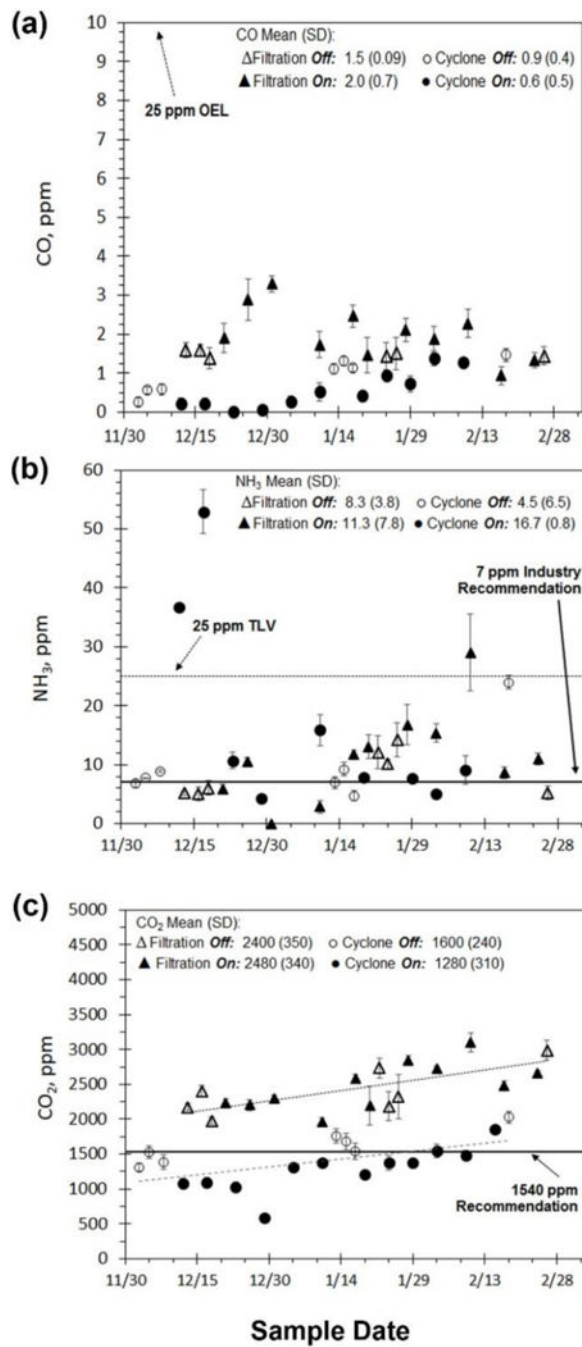 (a)
CO Mean (SD):
△Filtration Off: 1.5 (0.09) ○ Cyclone Off: 0.9 (0.4)
▲ Filtration On: 2.0 (0.7) ● Cyclone On: 0.6 (0.5)
25 ppm OEL
CO, ppm
10
9
8
7
6
5
4
3
2
1
0
11/30 12/15 12/30 1/14 1/29 2/13 2/28
(b)
NH₃ Mean (SD):
△Filtration Off: 8.3 (3.8) ○ Cyclone Off: 4.5 (6.5)
▲ Filtration On: 11.3 (7.8) ● Cyclone On: 16.7 (0.8)
7 ppm Industry
Recommendation
25 ppm TLV
NH₃, ppm
60
50
40
30
20
10
0
11/30 12/15 12/30 1/14 1/29 2/13 2/28
(c)
CO₂ Mean (SD):
△ Filtration Off: 2400 (350) ○ Cyclone Off: 1600 (240)
▲ Filtration On: 2480 (340) ● Cyclone On: 1280 (310)
CO₂, ppm
5000
4500
4000
3500
3000
2500
2000
1500
1000
500
0
1540 ppm
Recommendation
11/30 12/15 12/30 1/14 1/29 2/13 2/28
Sample Date